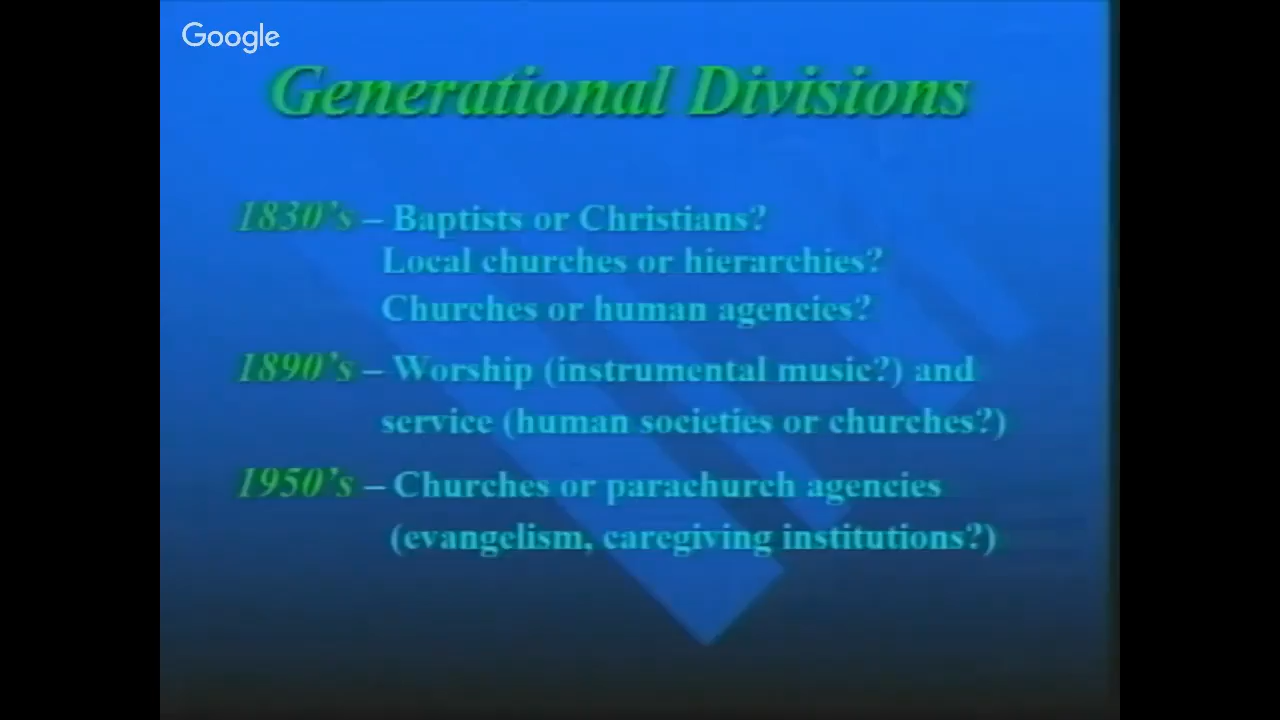 Google
Generational Divisions
1830's – Baptists or Christians?
Local churches or hierarchies?
Churches or human agencies?
1890's – Worship (instrumental music?) and
service (human societies or churches?)
1950's – Churches or parachurch agencies
(evangelism, caregiving institutions?)